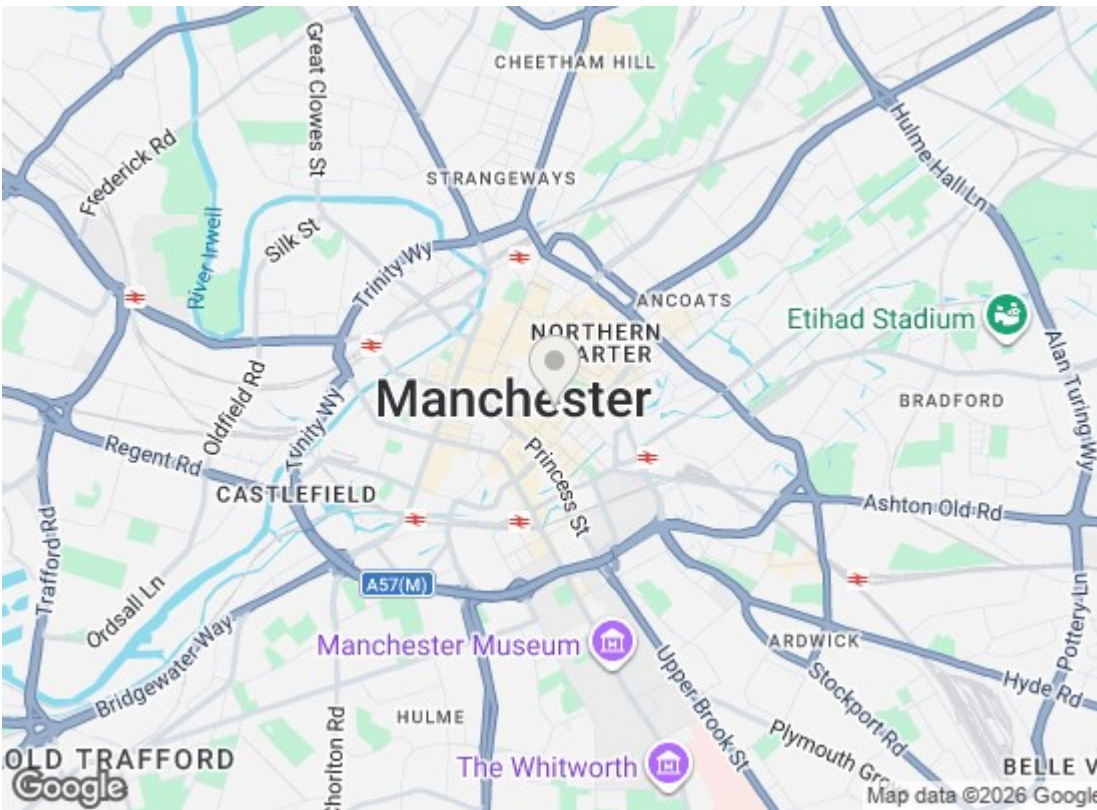 CHEETHAM HILL
Great Clowes St
Frederick Rd
Hulme Hall Ln
STRANGEWAYS
River Irwell
Silk St
Trinity Wy
ANCOATS
NORTHERN
ARTER
Etihad Stadium
Alan Turing Wy
Manchester
BRADFORD
Oldfield Rd
Trinity Wy
Regent Rd
Princess St
CASTLEFIELD
Ashton Old Rd
Trafford Rd
Ordsall Ln
A57(M)
Pottery Ln
Manchester Museum
ARDWICK
Bridgewater Way
Upper Brook St
Stockport Rd
Hyde Rd
HULME
Chorlton Rd
Plymouth Gro
OLD TRAFFORD
The Whitworth
BELLE V
Google
Map data ©2026 Google